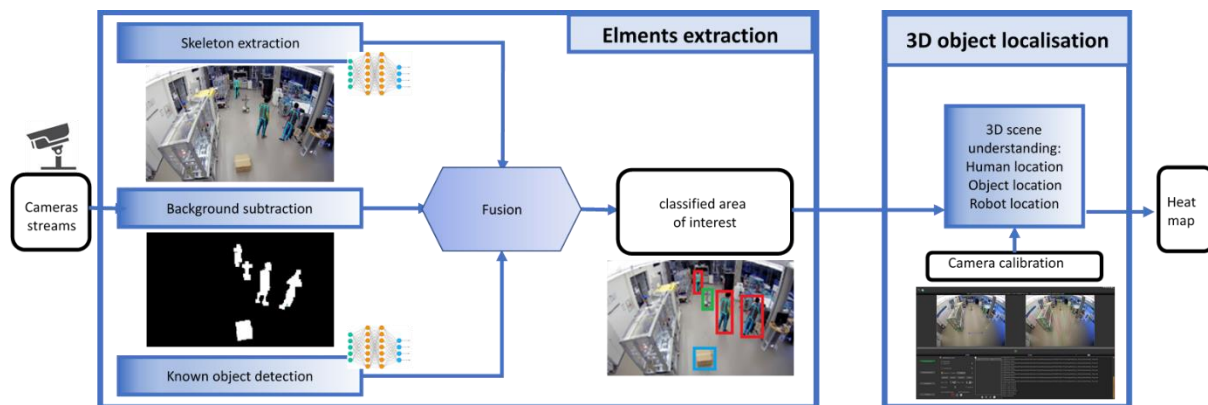 Elments extraction
3D object localisation
Skeleton extraction
Cameras
streams
Background subtraction
Known object detection
Fusion
classified area
of interest
3D scene
understanding:
Human location
Object location
Robot location
Camera calibration
Heat
map